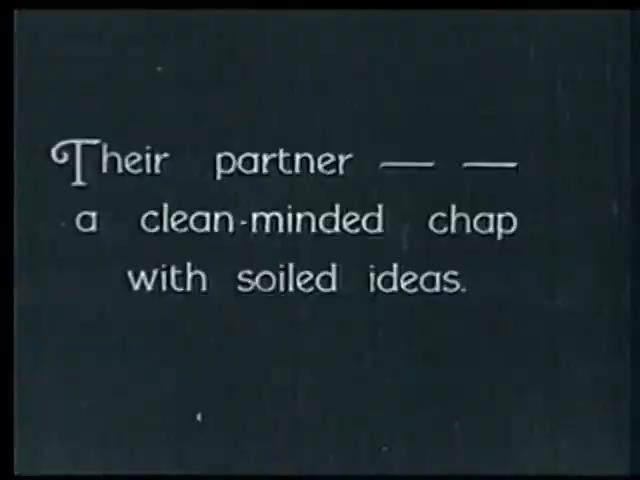 Their partner — —
a clean-minded chap
with soiled ideas.